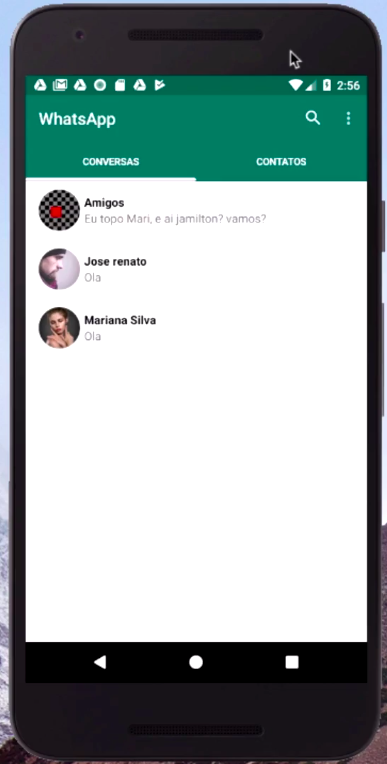 2:56
WhatsApp
CONVERSAS
CONTATOS
Amigos
Eu topo Mari, e ai jamilton? vamos?
Jose renato
Ola
Mariana Silva
Ola